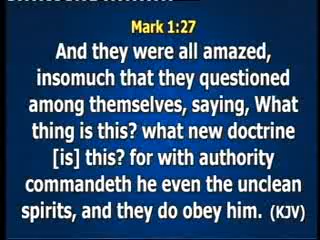 Mark 1:27
And they were all amazed,
insomuch that they questioned
among themselves, saying, What
thing is this? what new doctrine
[is] this? for with authority
commandeth he even the unclean
spirits, and they do obey him. (KJV)